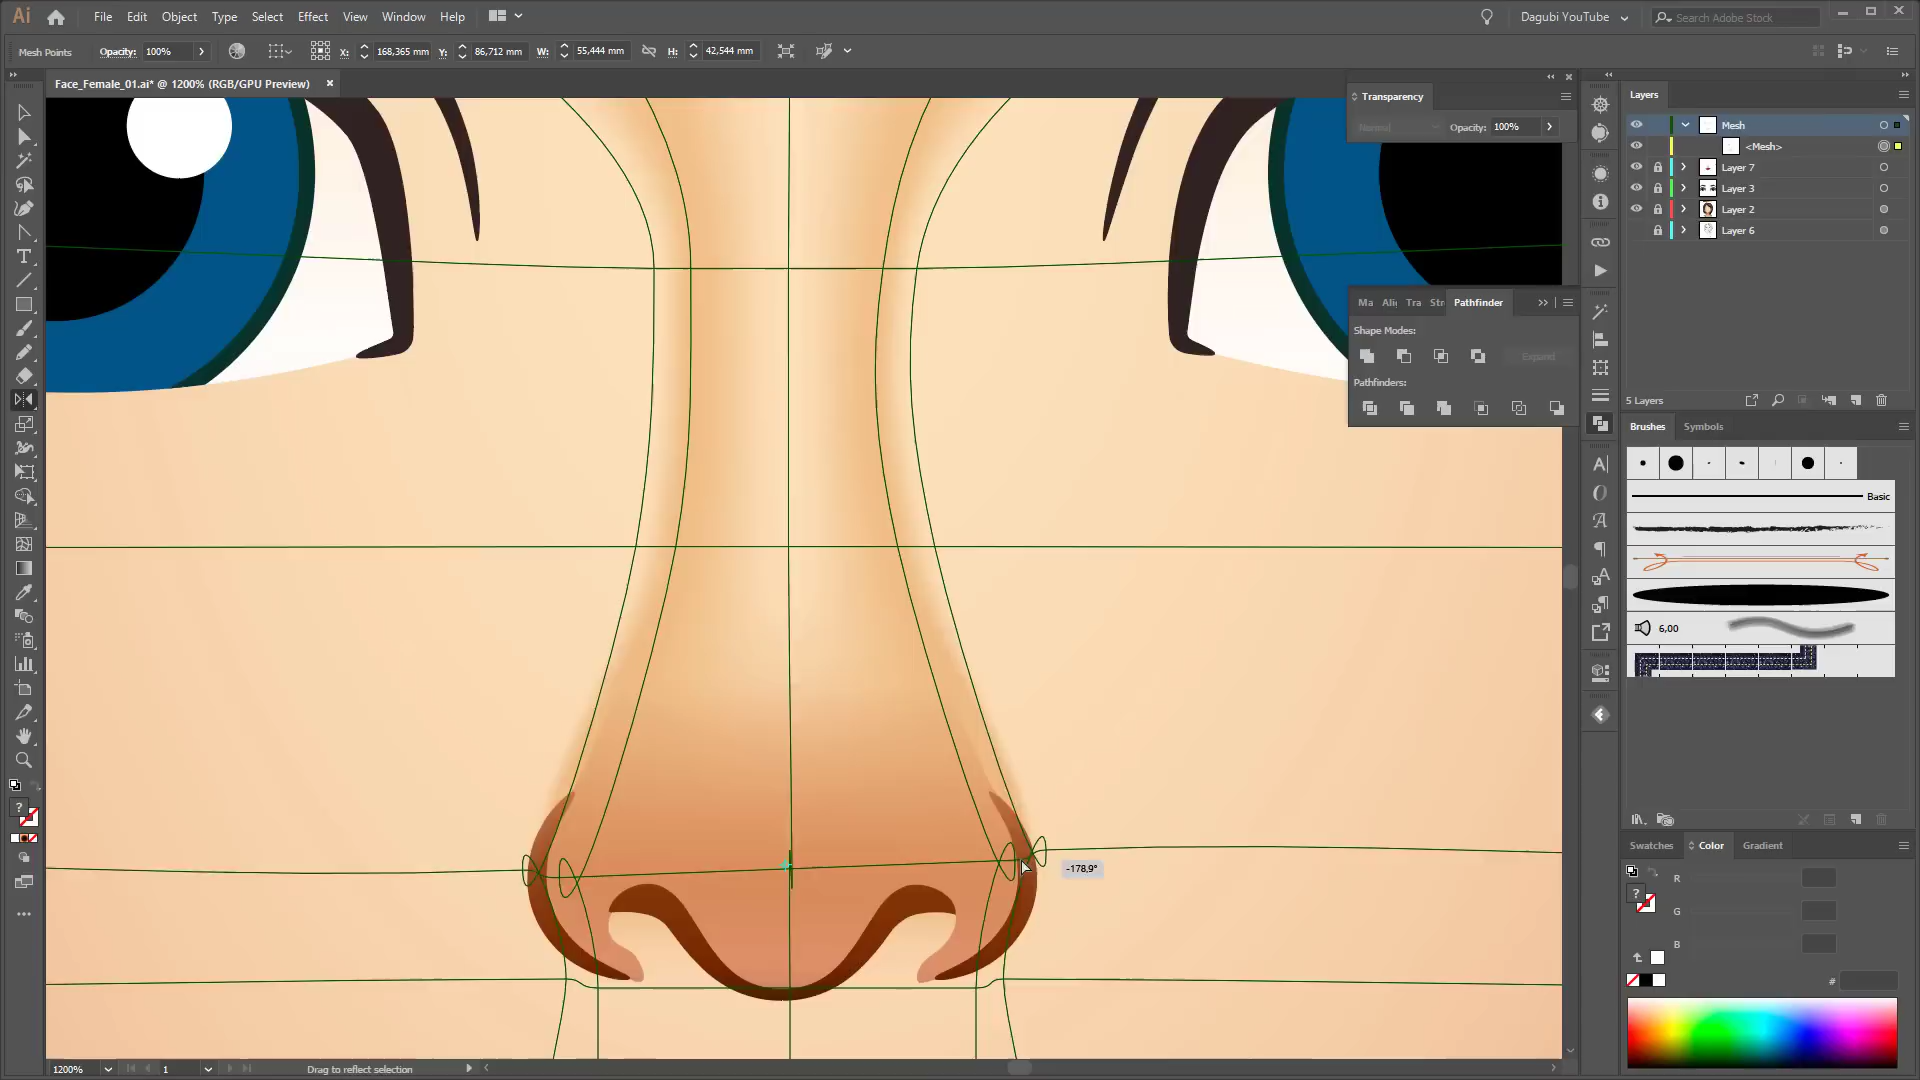 Ai File Edit Object Type Select Effect View Window Help Dagubi YouTube Search Adobe Stock
Mesh Points Opacity: 100% X: 168,365 mm Y: 86,712 mm W: 55,444 mm H: 42,544 mm
Face_Female_01.ai* @ 1200% (RGB/GPU Preview)
Transparency
Normal Opacity: 100%
Layers
Mesh
<Mesh>
Layer 7
Layer 3
Layer 2
Layer 6
Ma Ali Tra Str Pathfinder
Shape Modes:
Expand
Pathfinders:
5 Layers
Brushes Symbols
Basic
6,00
Swatches Color Gradient
R
G
B
#
-178,9°
1200% 1 Drag to reflect selection